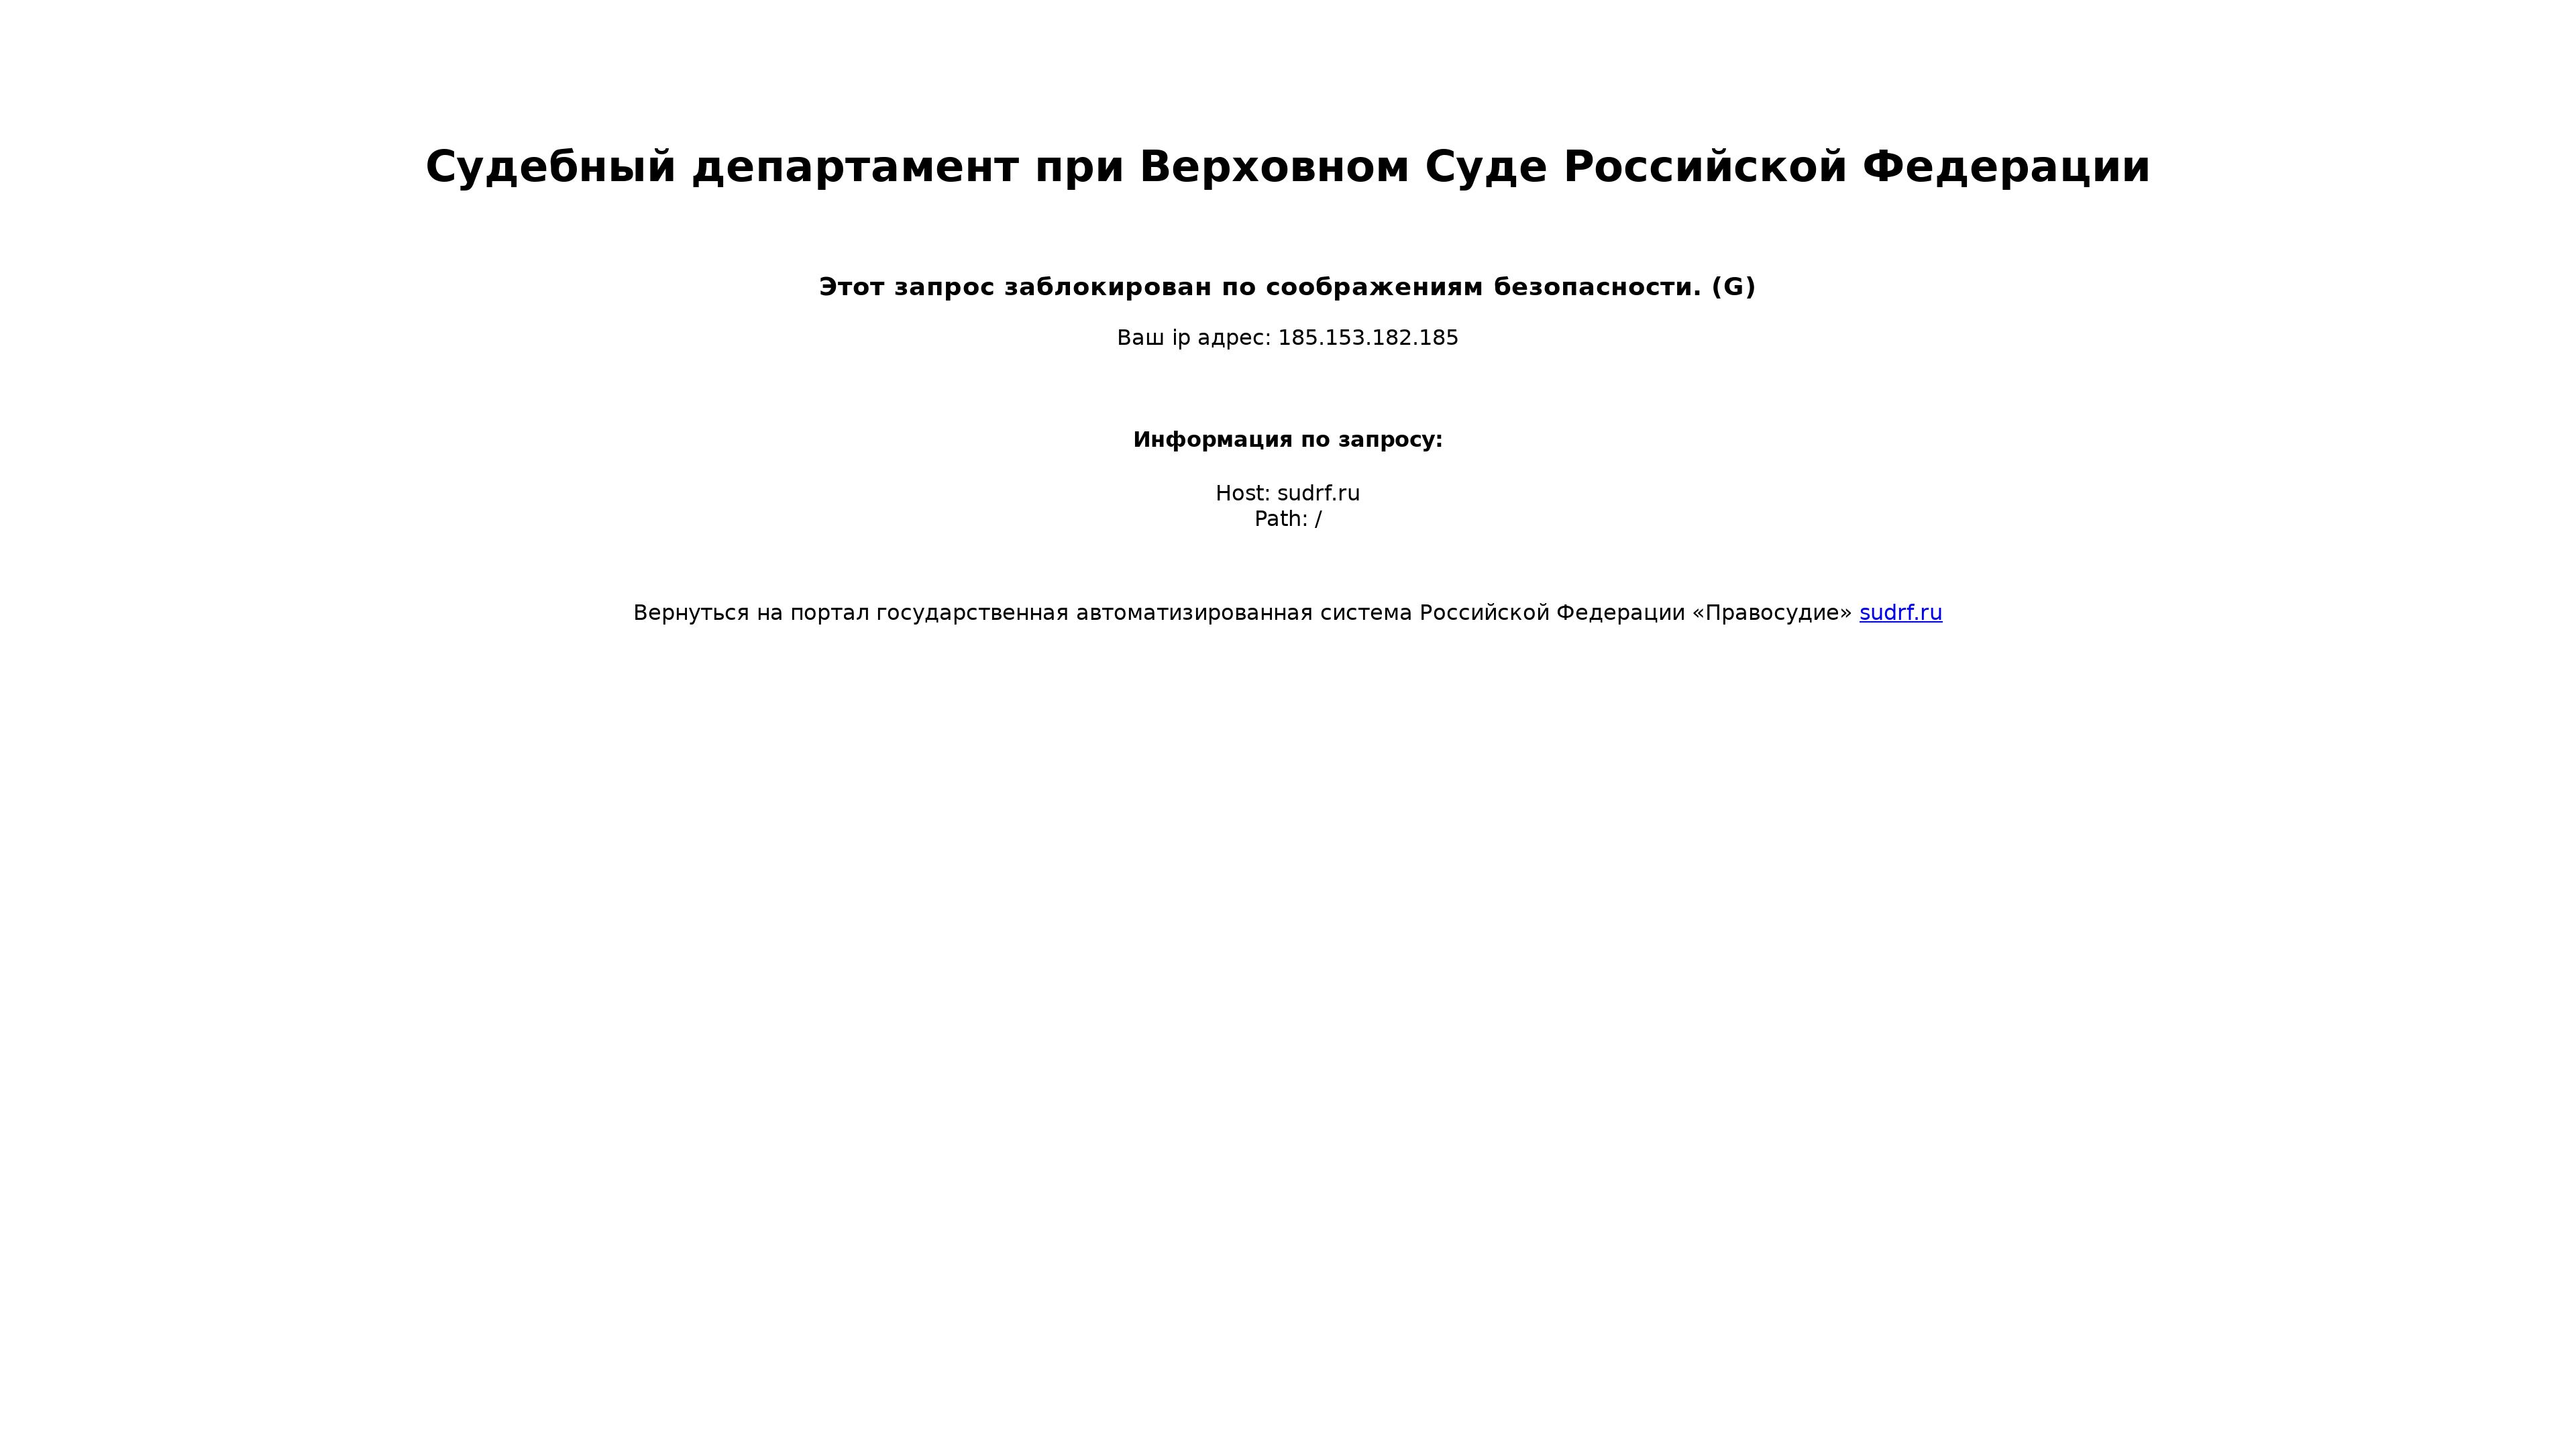 Судебный департамент при Верховном Суде Российской Федерации
Этот запрос заблокирован по соображениям безопасности. (G)
Ваш ip адрес: 185.153.182.185
Информация по запросу:
Host: sudrf.ru
Path: /
Вернуться на портал государственная автоматизированная система Российской Федерации «Правосудие» sudrf.ru